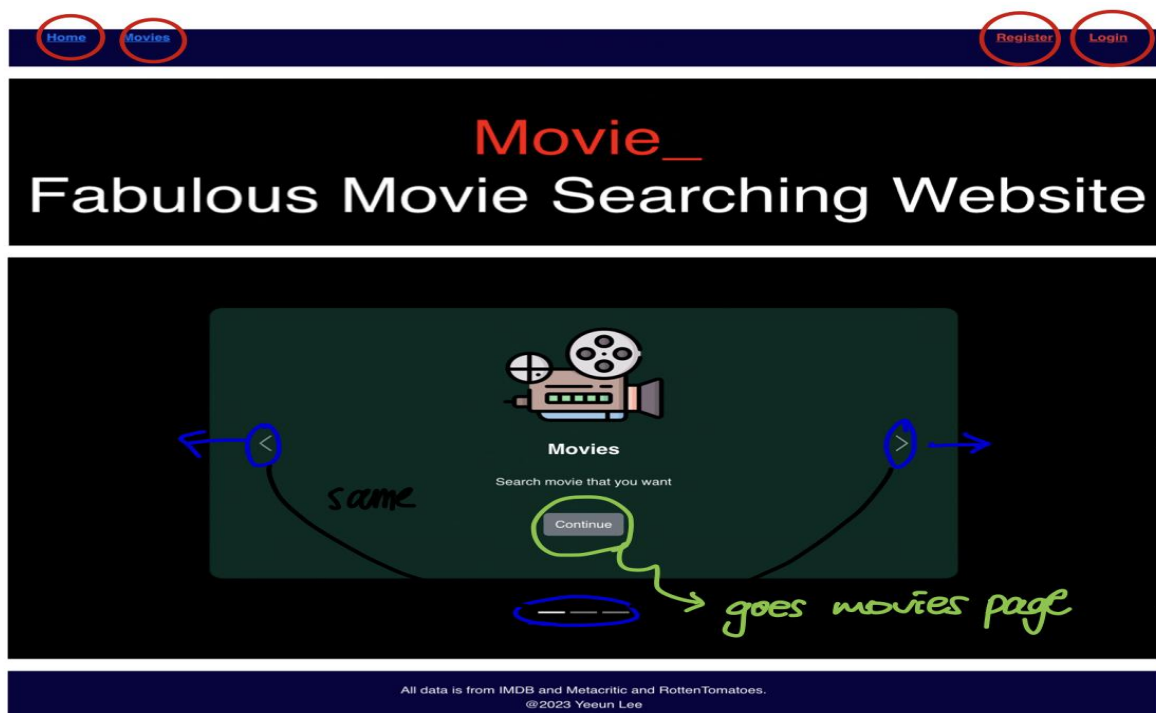 Home Movies Register Login
Movie_
Fabulous Movie Searching Website
Movies
Search movie that you want
same
Continue
goes movies page
All data is from IMDB and Metacritic and RottenTomatoes.
@2023 Yeeun Lee